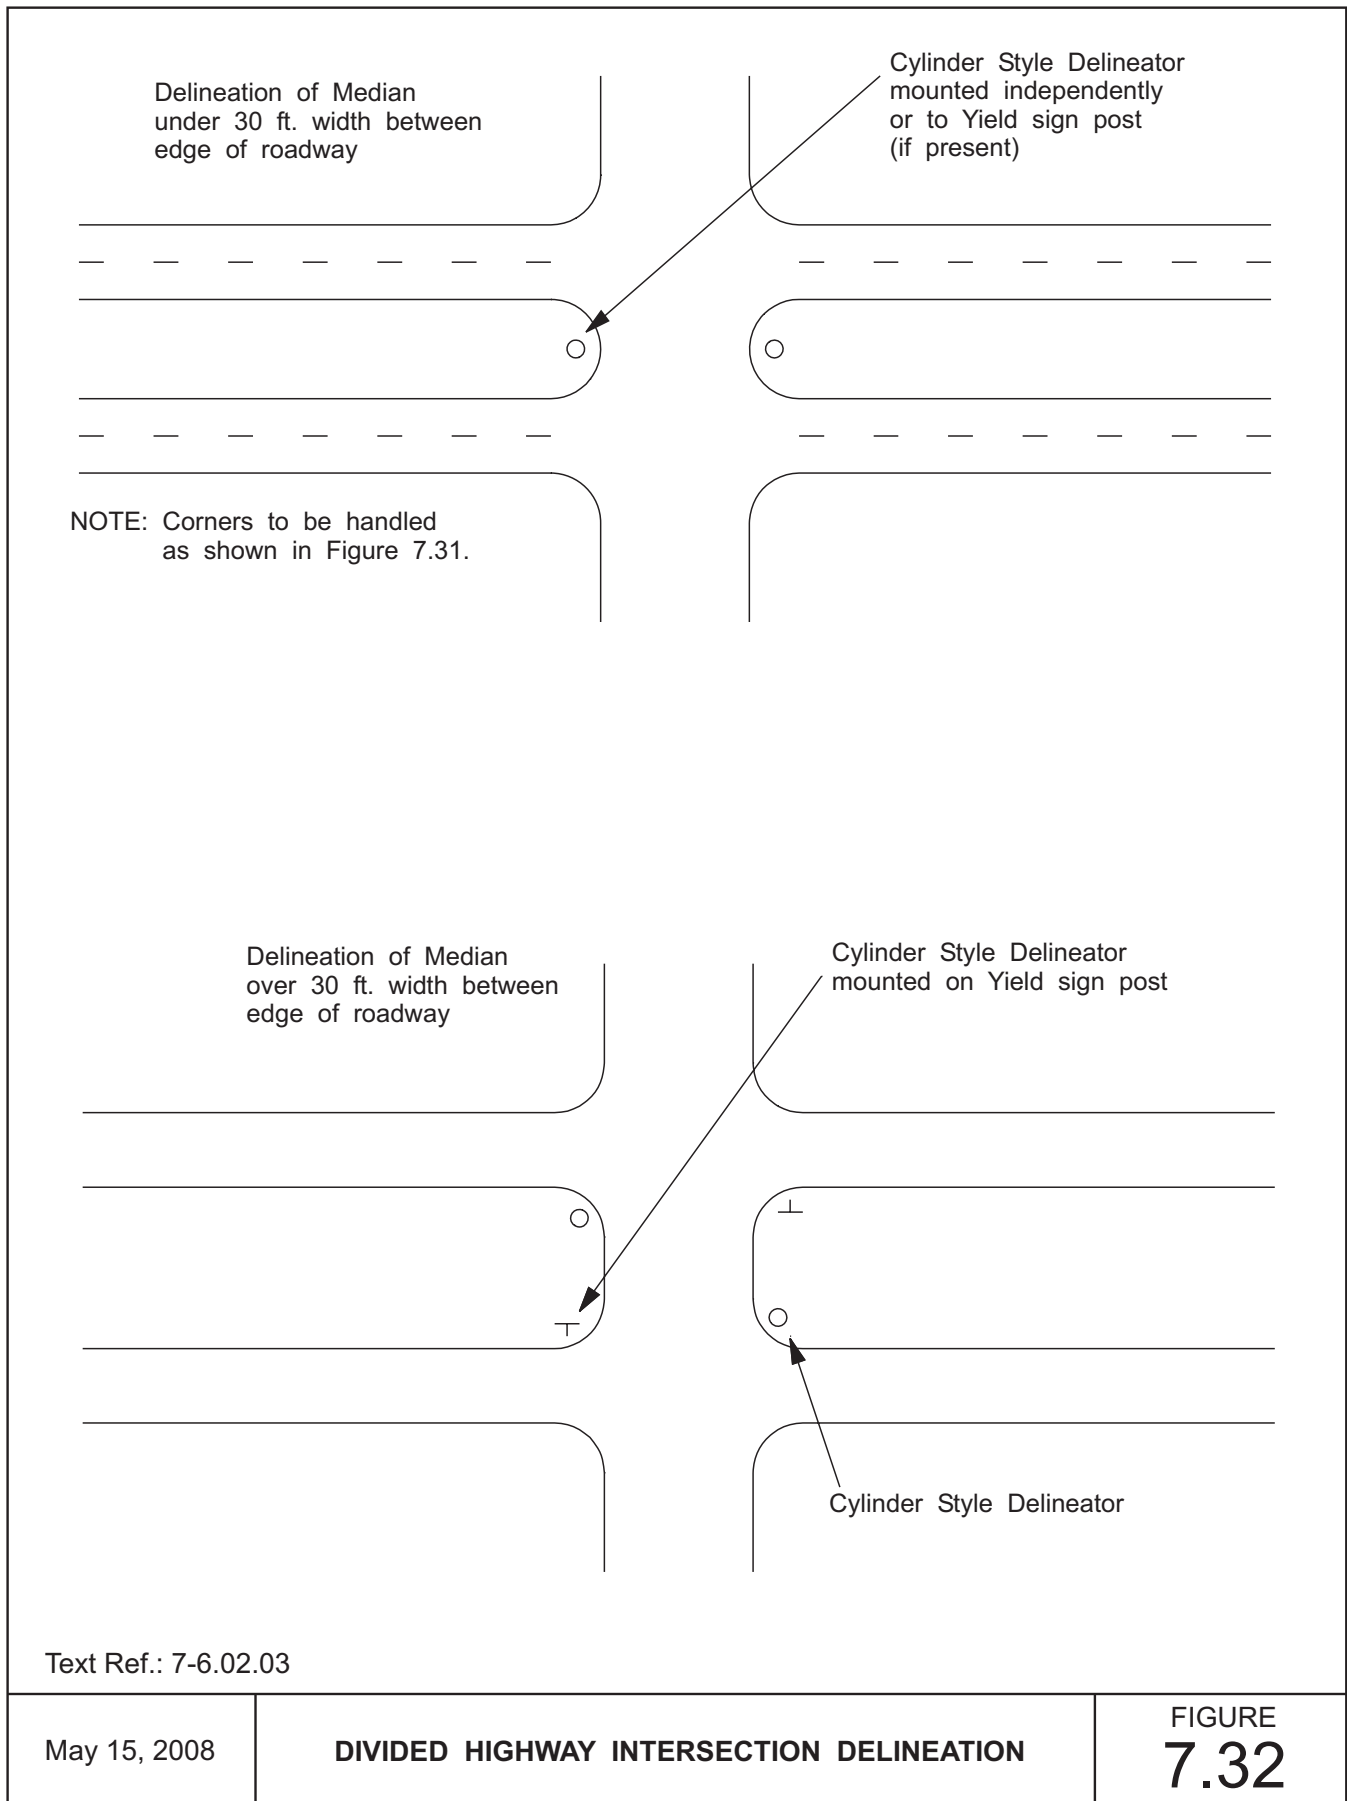 Delineation of Median
under 30 ft. width between
edge of roadway
Cylinder Style Delineator
mounted independently
or to Yield sign post
(if present)
NOTE: Corners to be handled
as shown in Figure 7.31.
Delineation of Median
over 30 ft. width between
edge of roadway
Cylinder Style Delineator
mounted on Yield sign post
Cylinder Style Delineator
Text Ref.: 7-6.02.03
May 15, 2008
DIVIDED HIGHWAY INTERSECTION DELINEATION
FIGURE
7.32